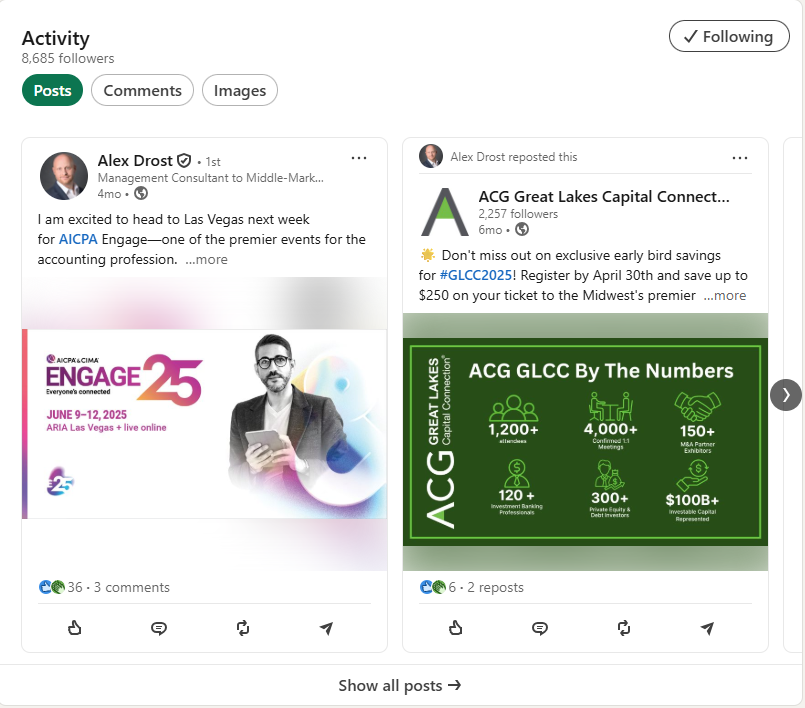 Activity
8,685 followers
Following
Posts
Comments
Images
Alex Drost • 1st
Management Consultant to Middle-Mark...
4mo •
I am excited to head to Las Vegas next week
for AICPA Engage—one of the premier events for the
accounting profession. ...more
AICPA & CIMA
ENGAGE 25
Everyone's connected
JUNE 9–12, 2025
ARIA Las Vegas + live online
E25
36 • 3 comments
Alex Drost reposted this
ACG Great Lakes Capital Connect...
2,257 followers
6mo •
Don't miss out on exclusive early bird savings
for #GLCC2025! Register by April 30th and save up to
$250 on your ticket to the Midwest's premier ...more
ACG GREAT LAKES
Capital Connection®
ACG GLCC By The Numbers
1,200+
attendees
4,000+
Confirmed 1:1
Meetings
150+
M&A Partner
Exhibitors
120 +
Investment Banking
Professionals
300+
Private Equity &
Debt Investors
$100B+
Investable Capital
Represented
6 • 2 reposts
Show all posts →